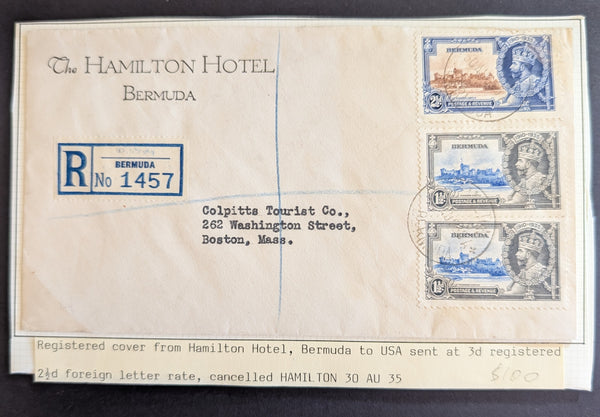 The HAMILTON HOTEL
BERMUDA
R
BERMUDA
No 1457
Colpitts Tourist Co.,
262 Washington Street,
Boston, Mass.
BERMUDA
2½d
POSTAGE & REVENUE
BERMUDA
1½d
POSTAGE & REVENUE
BERMUDA
1½d
POSTAGE & REVENUE
Registered cover from Hamilton Hotel, Bermuda to USA sent at 3d registered
2½d foreign letter rate, cancelled HAMILTON 30 AU 35
$100